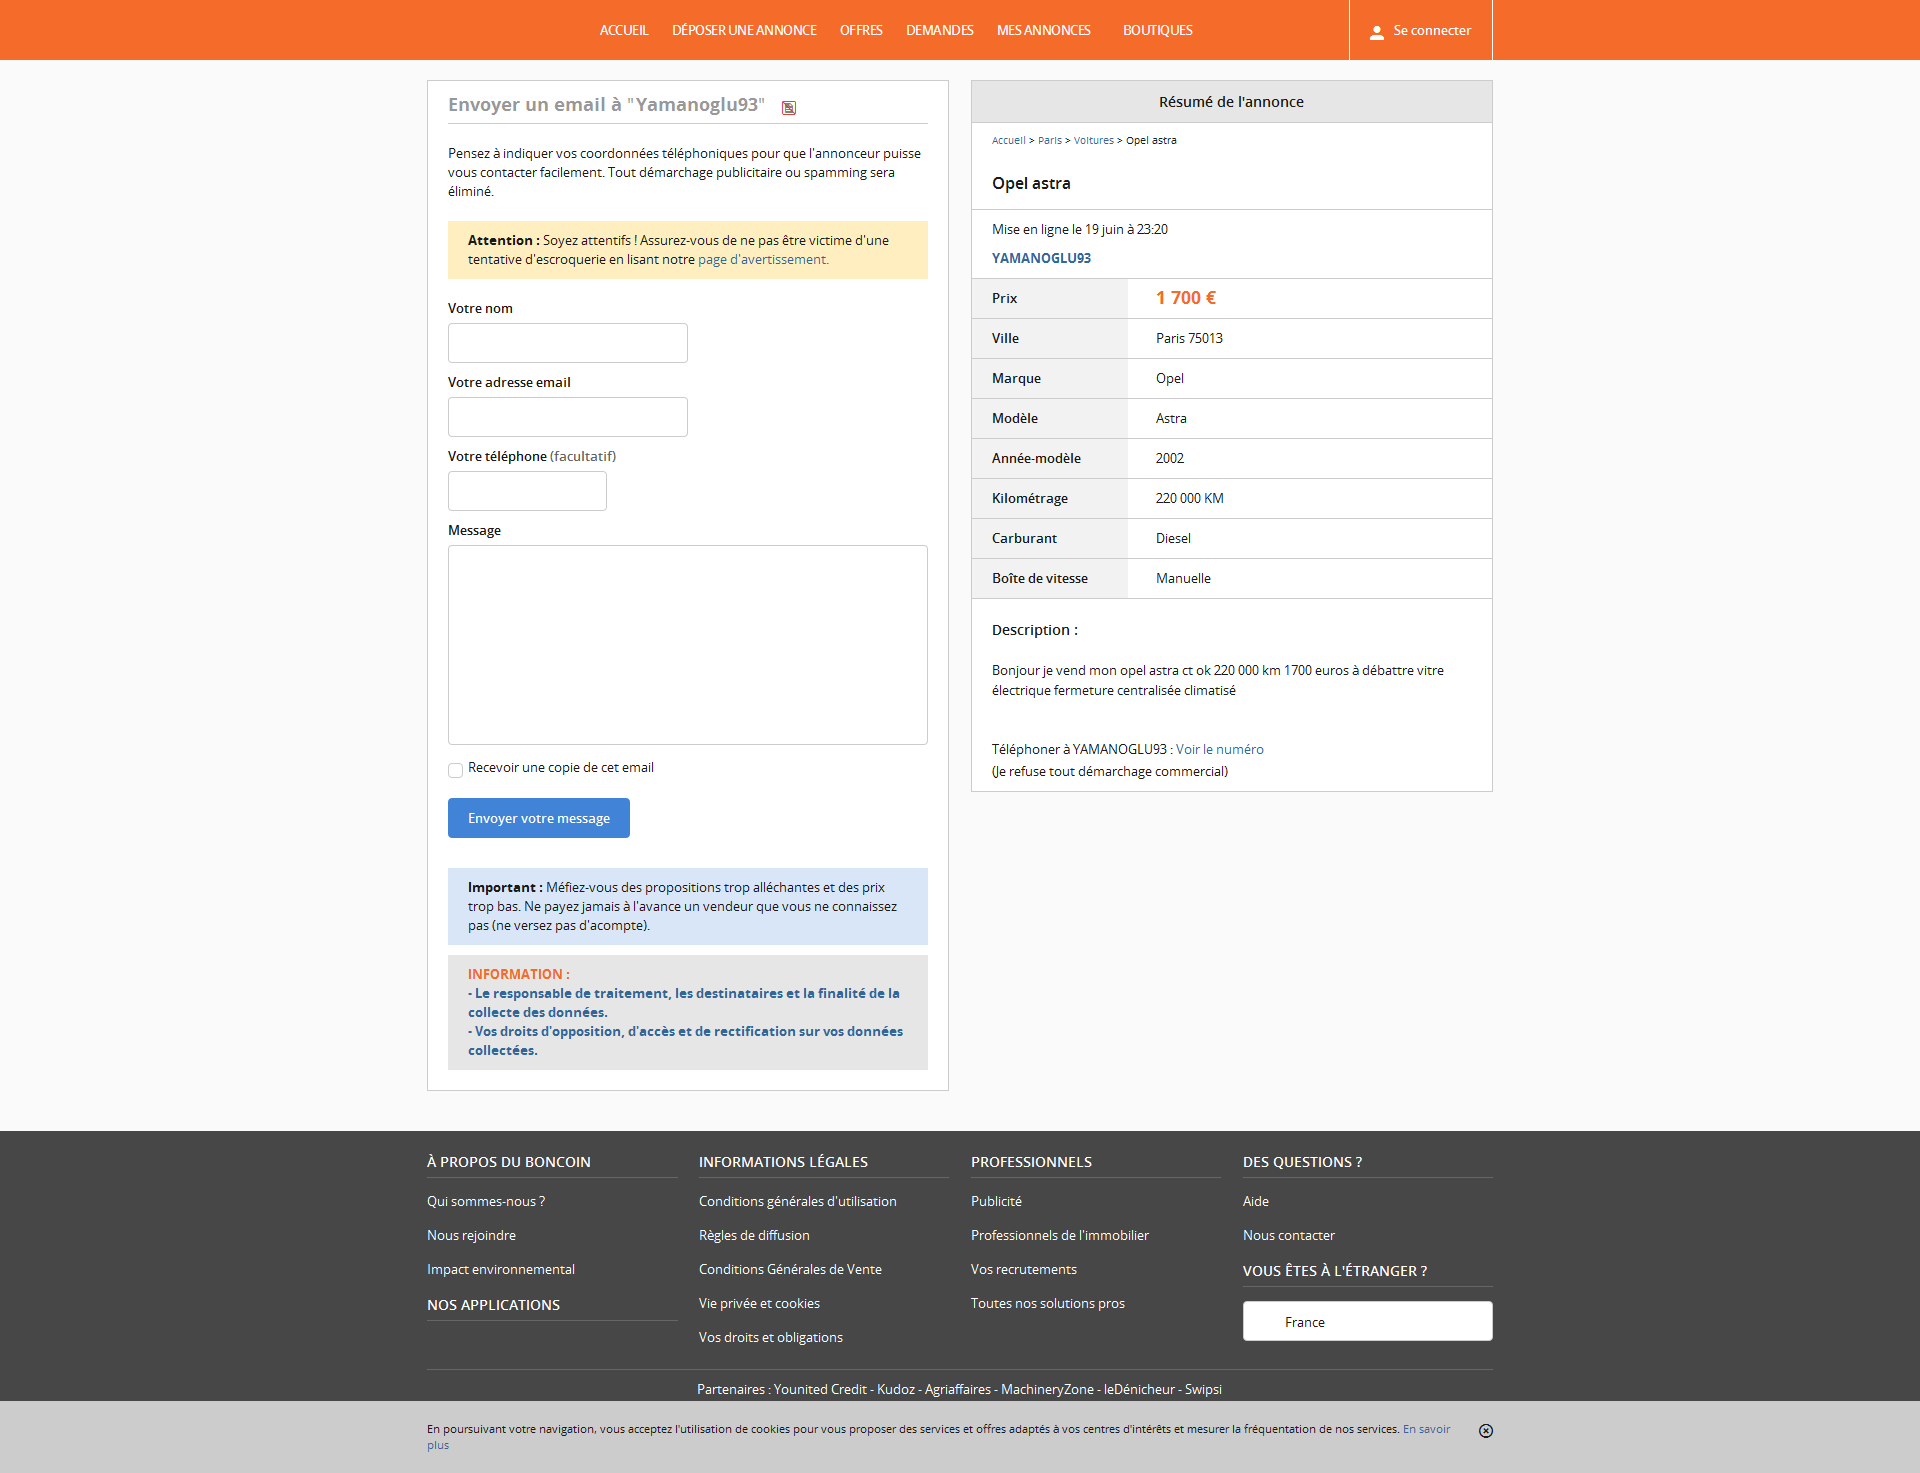 ACCUEIL DÉPOSER UNE ANNONCE OFFRES DEMANDES MES ANNONCES BOUTIQUES Se connecter
Envoyer un email à "Yamanoglu93"
Pensez à indiquer vos coordonnées téléphoniques pour que l'annonceur puisse
vous contacter facilement. Tout démarchage publicitaire ou spamming sera
éliminé.
Attention : Soyez attentifs ! Assurez-vous de ne pas être victime d'une
tentative d'escroquerie en lisant notre page d'avertissement.
Votre nom
Votre adresse email
Votre téléphone (facultatif)
Message
Recevoir une copie de cet email
Envoyer votre message
Important : Méfiez-vous des propositions trop alléchantes et des prix
trop bas. Ne payez jamais à l'avance un vendeur que vous ne connaissez
pas (ne versez pas d'acompte).
INFORMATION :
- Le responsable de traitement, les destinataires et la finalité de la
collecte des données.
- Vos droits d'opposition, d'accès et de rectification sur vos données
collectées.
Résumé de l'annonce
Accueil > Paris > Voitures > Opel astra
Opel astra
Mise en ligne le 19 juin à 23:20
YAMANOGLU93
Prix 1 700 €
Ville Paris 75013
Marque Opel
Modèle Astra
Année-modèle 2002
Kilométrage 220 000 KM
Carburant Diesel
Boîte de vitesse Manuelle
Description :
Bonjour je vend mon opel astra ct ok 220 000 km 1700 euros à débattre vitre
électrique fermeture centralisée climatisé
Téléphoner à YAMANOGLU93 : Voir le numéro
(Je refuse tout démarchage commercial)
À PROPOS DU BONCOIN
Qui sommes-nous ?
Nous rejoindre
Impact environnemental
NOS APPLICATIONS
INFORMATIONS LÉGALES
Conditions générales d'utilisation
Règles de diffusion
Conditions Générales de Vente
Vie privée et cookies
Vos droits et obligations
PROFESSIONNELS
Publicité
Professionnels de l'immobilier
Vos recrutements
Toutes nos solutions pros
DES QUESTIONS ?
Aide
Nous contacter
VOUS ÊTES À L'ÉTRANGER ?
France
Partenaires : Younited Credit - Kudoz - Agriaffaires - MachineryZone - leDénicheur - Swipsi
En poursuivant votre navigation, vous acceptez l'utilisation de cookies pour vous proposer des services et offres adaptés à vos centres d'intérêts et mesurer la fréquentation de nos services. En savoir
plus